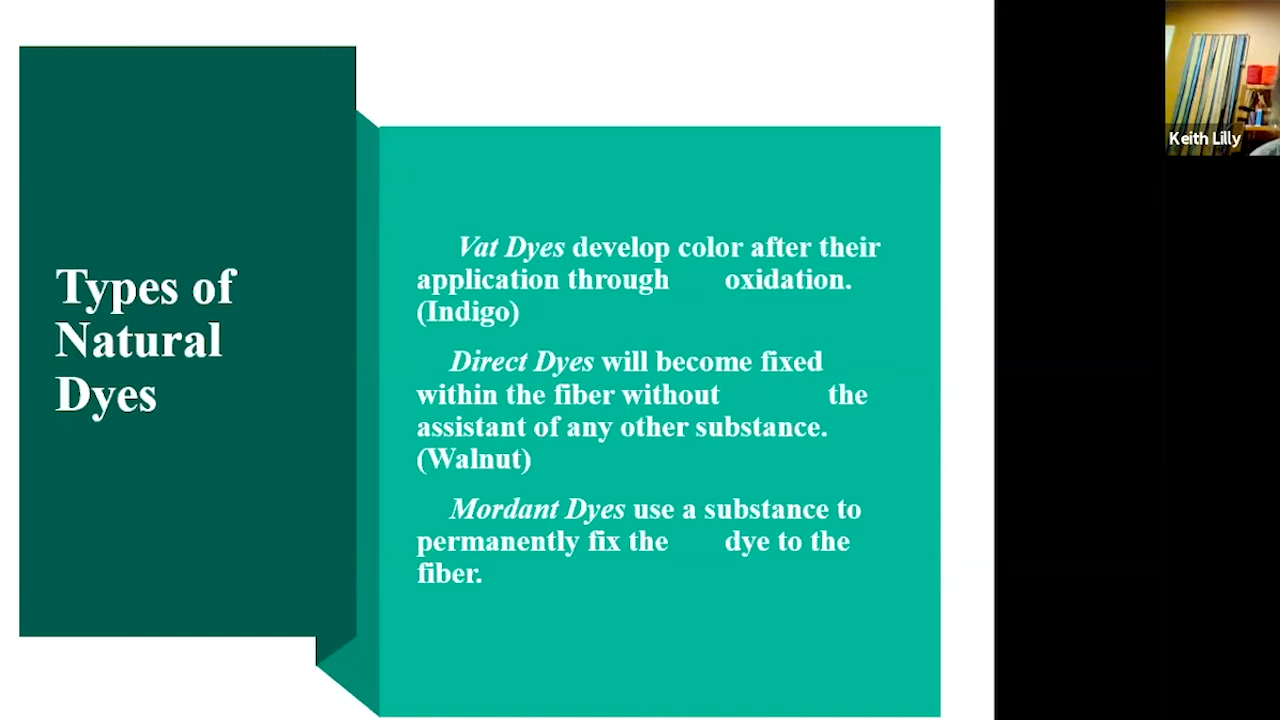 Types of
Natural
Dyes
Vat Dyes develop color after their
application through oxidation.
(Indigo)
Direct Dyes will become fixed
within the fiber without the
assistant of any other substance.
(Walnut)
Mordant Dyes use a substance to
permanently fix the dye to the
fiber.
Keith Lilly